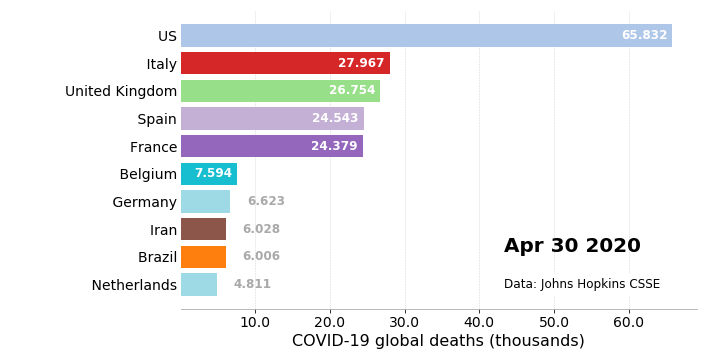 US 65.832
Italy 27.967
United Kingdom 26.754
Spain 24.543
France 24.379
Belgium 7.594
Germany 6.623
Iran 6.028
Brazil 6.006
Netherlands 4.811
Apr 30 2020
Data: Johns Hopkins CSSE
10.0 20.0 30.0 40.0 50.0 60.0
COVID-19 global deaths (thousands)